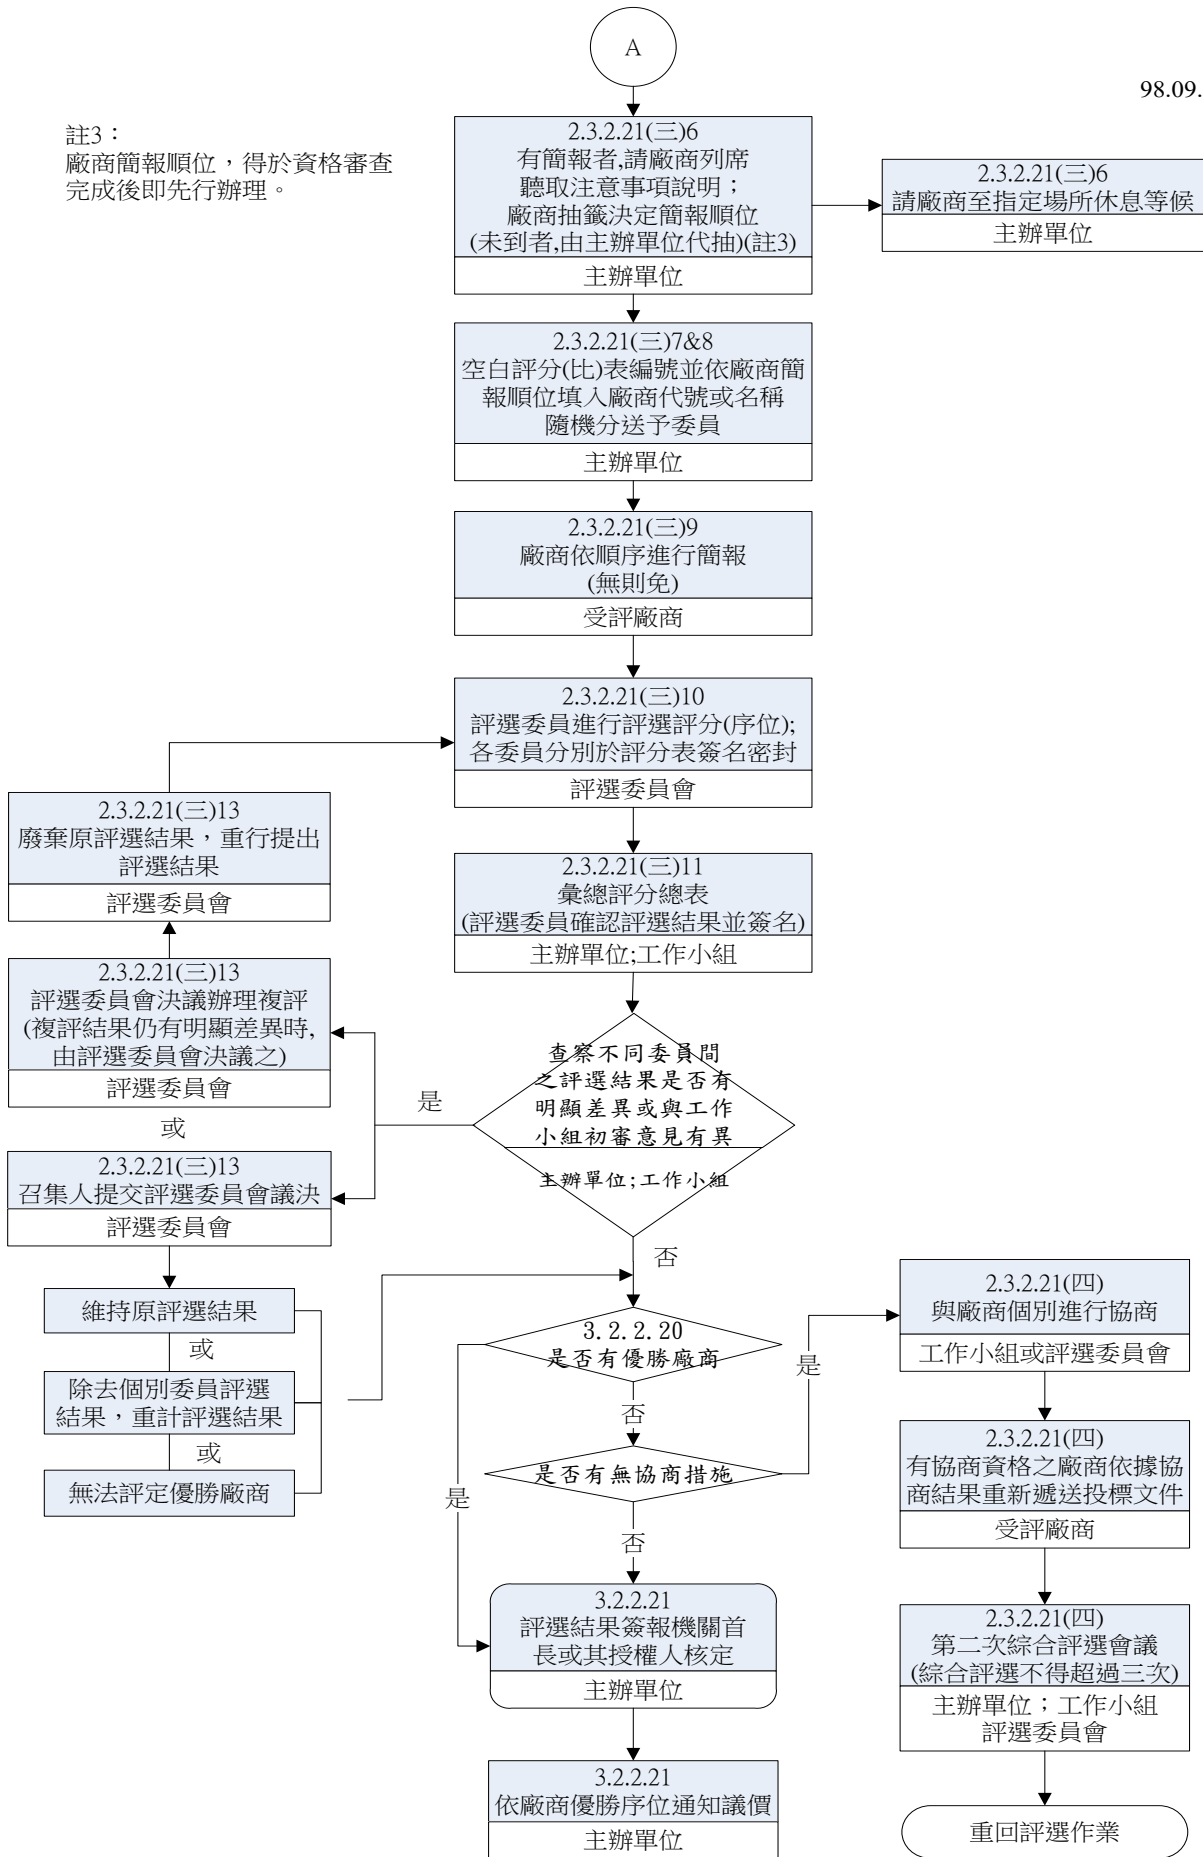 A
98.09.
註3：
廠商簡報順位，得於資格審查
完成後即先行辦理。
2.3.2.21(三)6
有簡報者,請廠商列席
聽取注意事項說明；
廠商抽籤決定簡報順位
(未到者,由主辦單位代抽)(註3)
主辦單位
2.3.2.21(三)6
請廠商至指定場所休息等候
主辦單位
2.3.2.21(三)7&8
空白評分(比)表編號並依廠商簡
報順位填入廠商代號或名稱
隨機分送予委員
主辦單位
2.3.2.21(三)9
廠商依順序進行簡報
(無則免)
受評廠商
2.3.2.21(三)10
評選委員進行評選評分(序位);
各委員分別於評分表簽名密封
評選委員會
2.3.2.21(三)13
廢棄原評選結果，重行提出
評選結果
評選委員會
2.3.2.21(三)11
彙總評分總表
(評選委員確認評選結果並簽名)
主辦單位;工作小組
2.3.2.21(三)13
評選委員會決議辦理複評
(複評結果仍有明顯差異時,
由評選委員會決議之)
評選委員會
或
是
查察不同委員間
之評選結果是否有
明顯差異或與工作
小組初審意見有異
主辦單位;工作小組
2.3.2.21(三)13
召集人提交評選委員會議決
評選委員會
否
維持原評選結果
或
除去個別委員評選
結果，重計評選結果
或
無法評定優勝廠商
3.2.2.20
是否有優勝廠商
是
否
是否有無協商措施
是
否
2.3.2.21(四)
與廠商個別進行協商
工作小組或評選委員會
2.3.2.21(四)
有協商資格之廠商依據協
商結果重新遞送投標文件
受評廠商
3.2.2.21
評選結果簽報機關首
長或其授權人核定
主辦單位
2.3.2.21(四)
第二次綜合評選會議
(綜合評選不得超過三次)
主辦單位；工作小組
評選委員會
3.2.2.21
依廠商優勝序位通知議價
主辦單位
重回評選作業